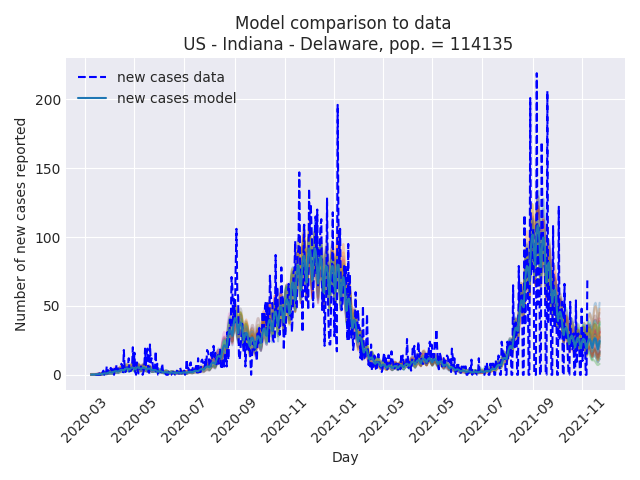 Model comparison to data
US - Indiana - Delaware, pop. = 114135
new cases data
new cases model
Number of new cases reported
200
150
100
50
0
2020-03
2020-05
2020-07
2020-09
2020-11
2021-01
2021-03
2021-05
2021-07
2021-09
2021-11
Day